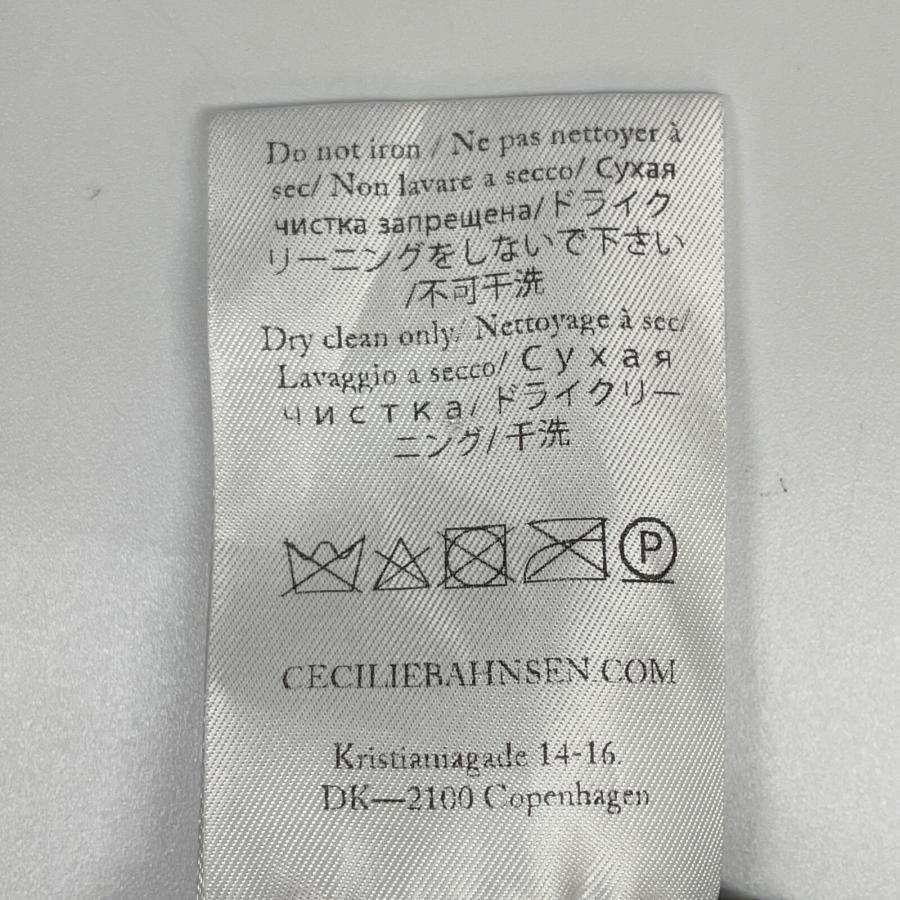 Do not iron / Ne pas nettoyer à
sec/ Non lavare a secco/ Сухая
чистка запрещена/ ドライク
リーニングをしないで下さい
/不可干洗
Dry clean only/ Nettoyage à sec/
Lavaggio a secco/ Сухая
чистка/ ドライクリー
ニング/干洗
P
CECILIEBAHNSEN.COM
Kristianiagade 14-16.
DK—2100 Copenhagen